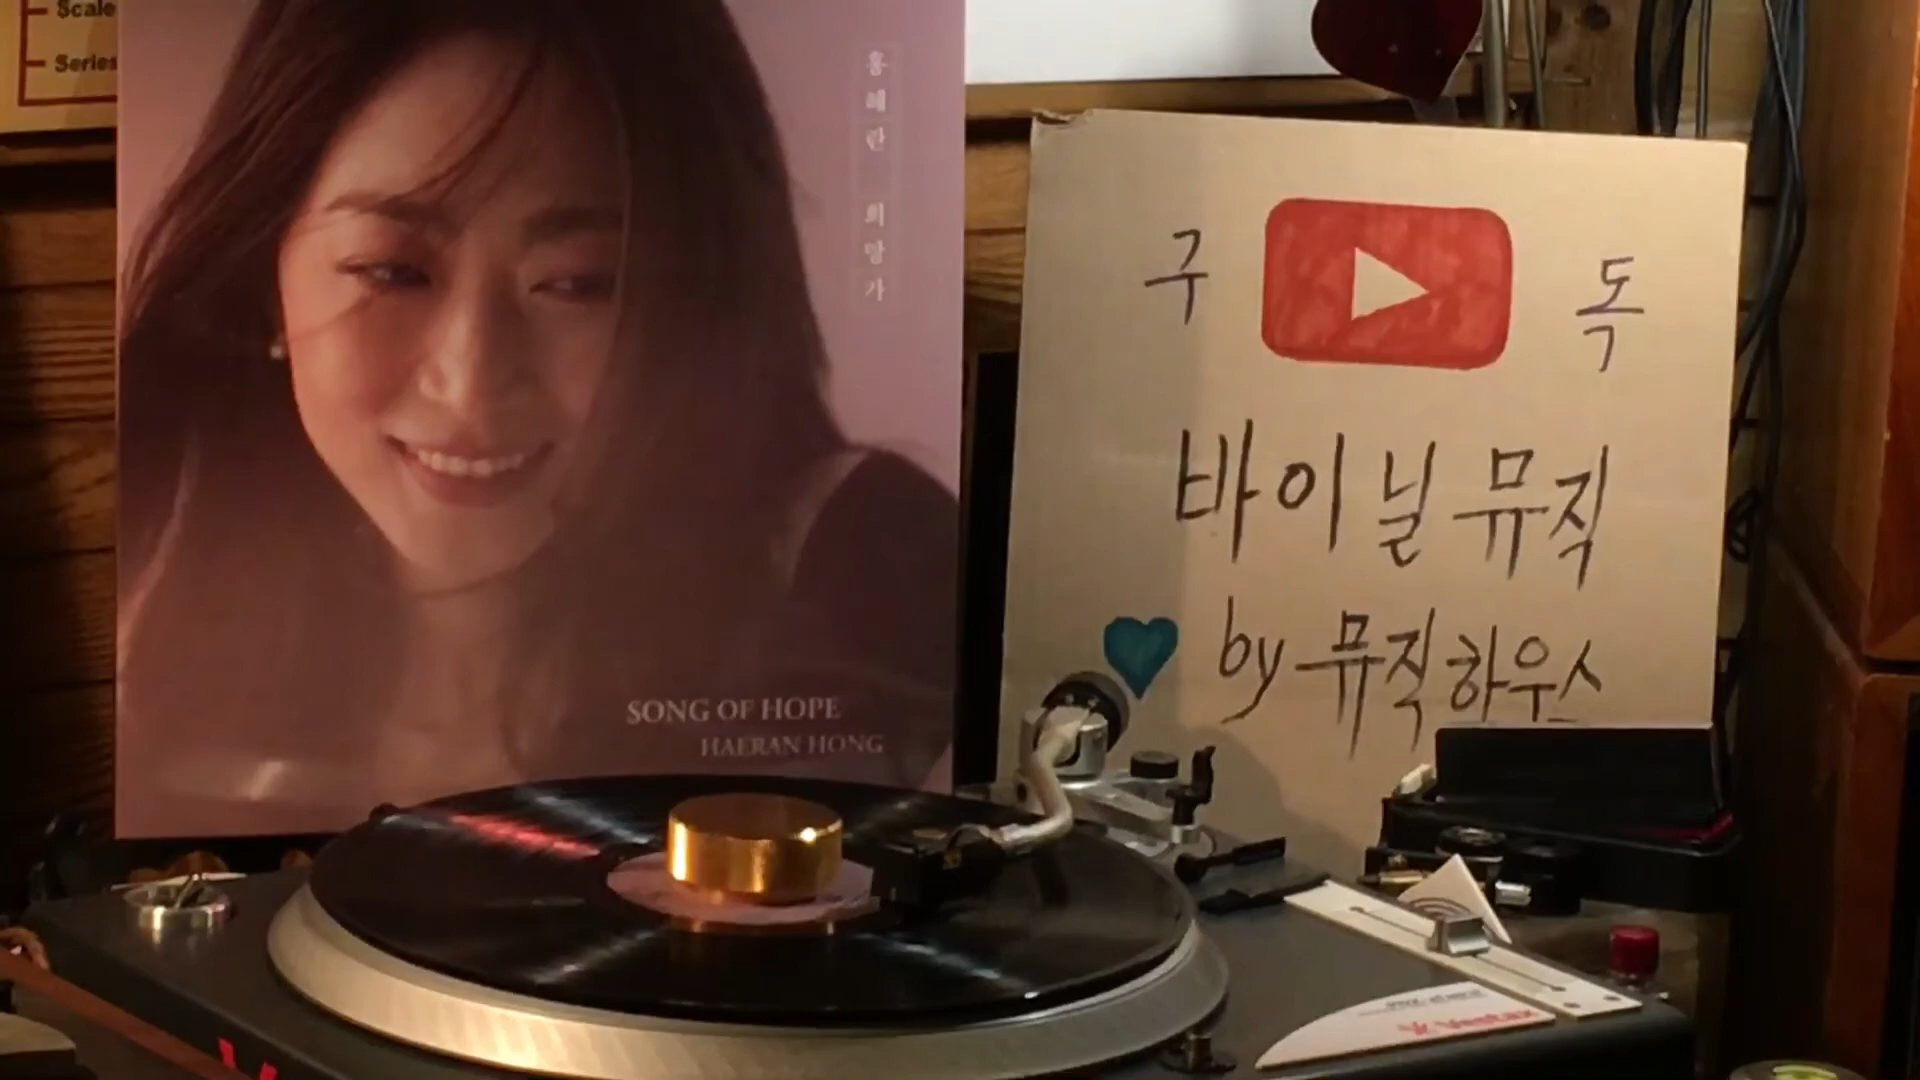 Scale
Series
홍혜란 희망가
SONG OF HOPE
HAERAN HONG
구독
바이닐 뮤직
by 뮤직하우스
Vestax